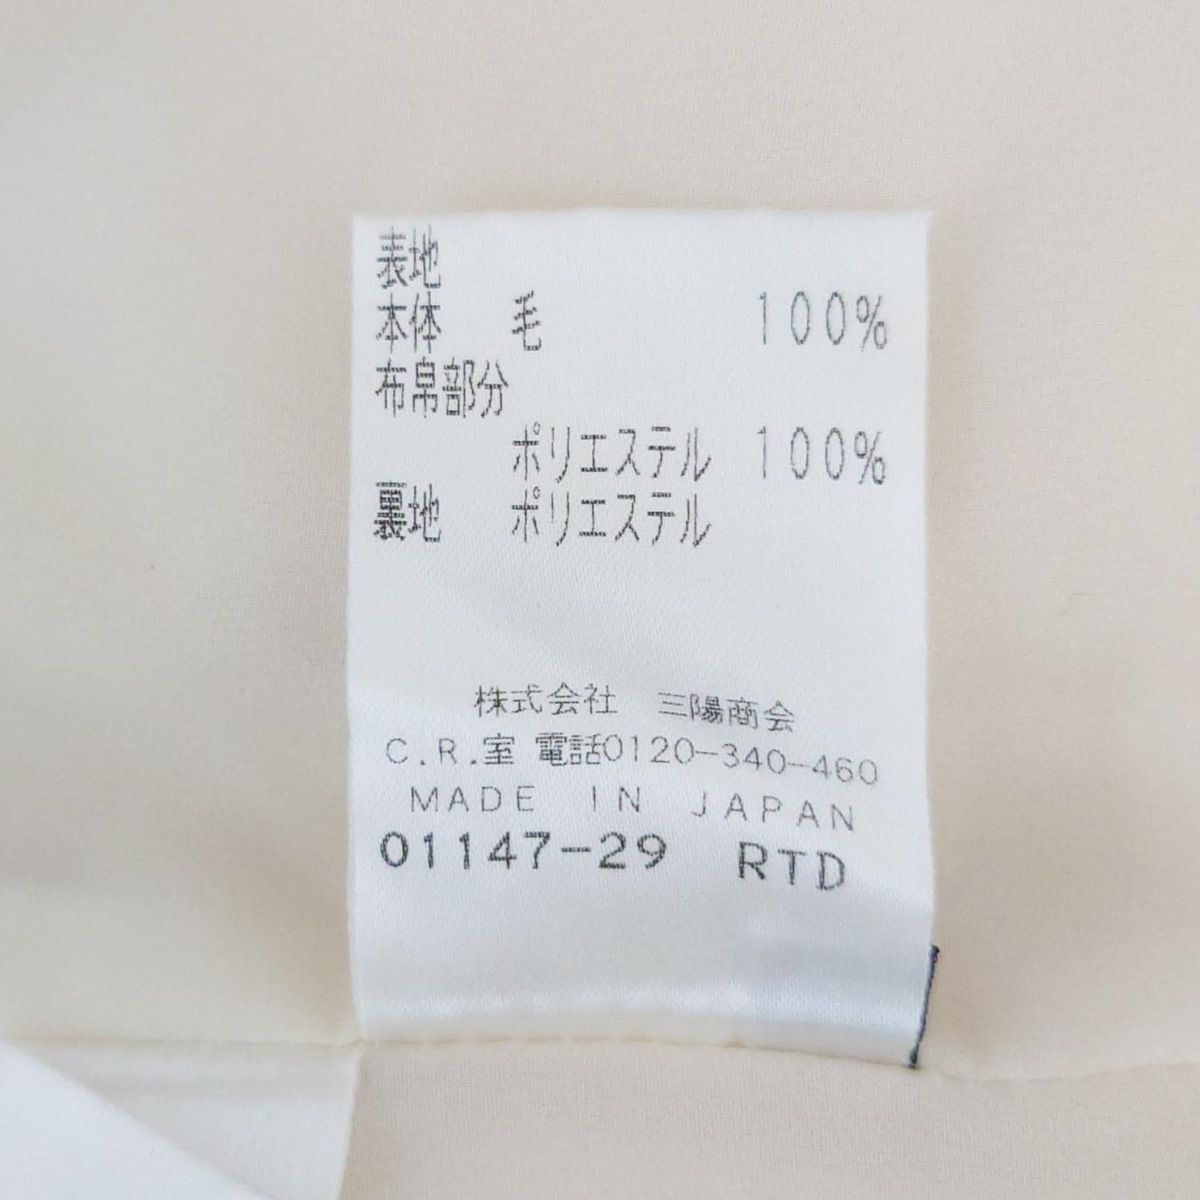 表地
本体 毛 100%
布帛部分
ポリエステル 100%
裏地 ポリエステル
株式会社 三陽商会
C.R.室 電話0120-340-460
MADE IN JAPAN
01147-29 RTD